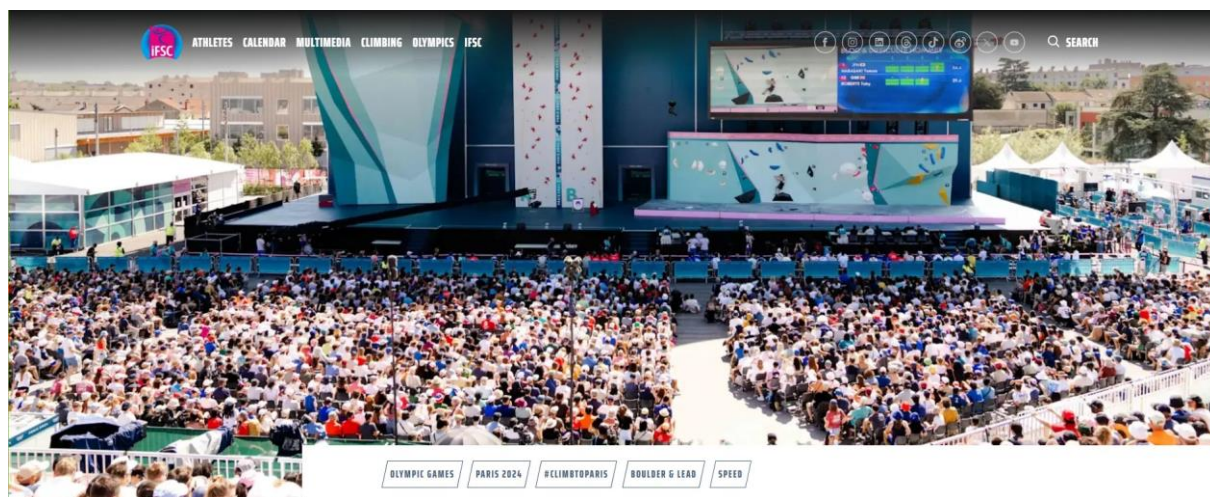 iFSC
ATHLETES CALENDAR MULTIMEDIA CLIMBING OLYMPICS IFSC
SEARCH
B
OLYMPIC GAMES
PARIS 2024
#CLIMBTOPARIS
BOULDER & LEAD
SPEED